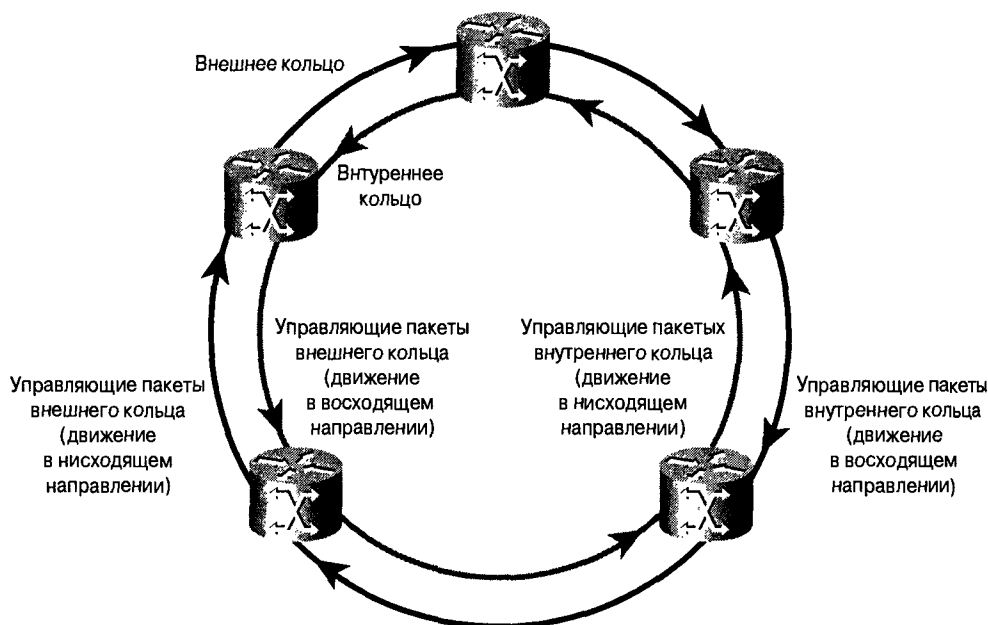 Внешнее кольцо
Внтуреннее
кольцо
Управляющие пакеты
внешнего кольца
(движение
в восходящем
направлении)
Управляющие пакетых
внутреннего кольца
(движение
в нисходящем
направлении)
Управляющие пакеты
внешнего кольца
(движение
в нисходящем
направлении)
Управляющие пакеты
внутреннего кольца
(движение
в восходящем
направлении)